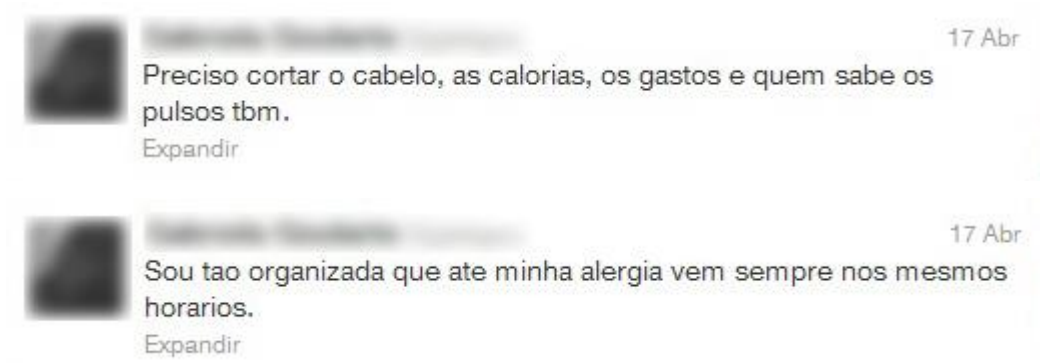 17 Abr
Preciso cortar o cabelo, as calorias, os gastos e quem sabe os
pulsos tbm.
Expandir
17 Abr
Sou tao organizada que ate minha alergia vem sempre nos mesmos
horarios.
Expandir